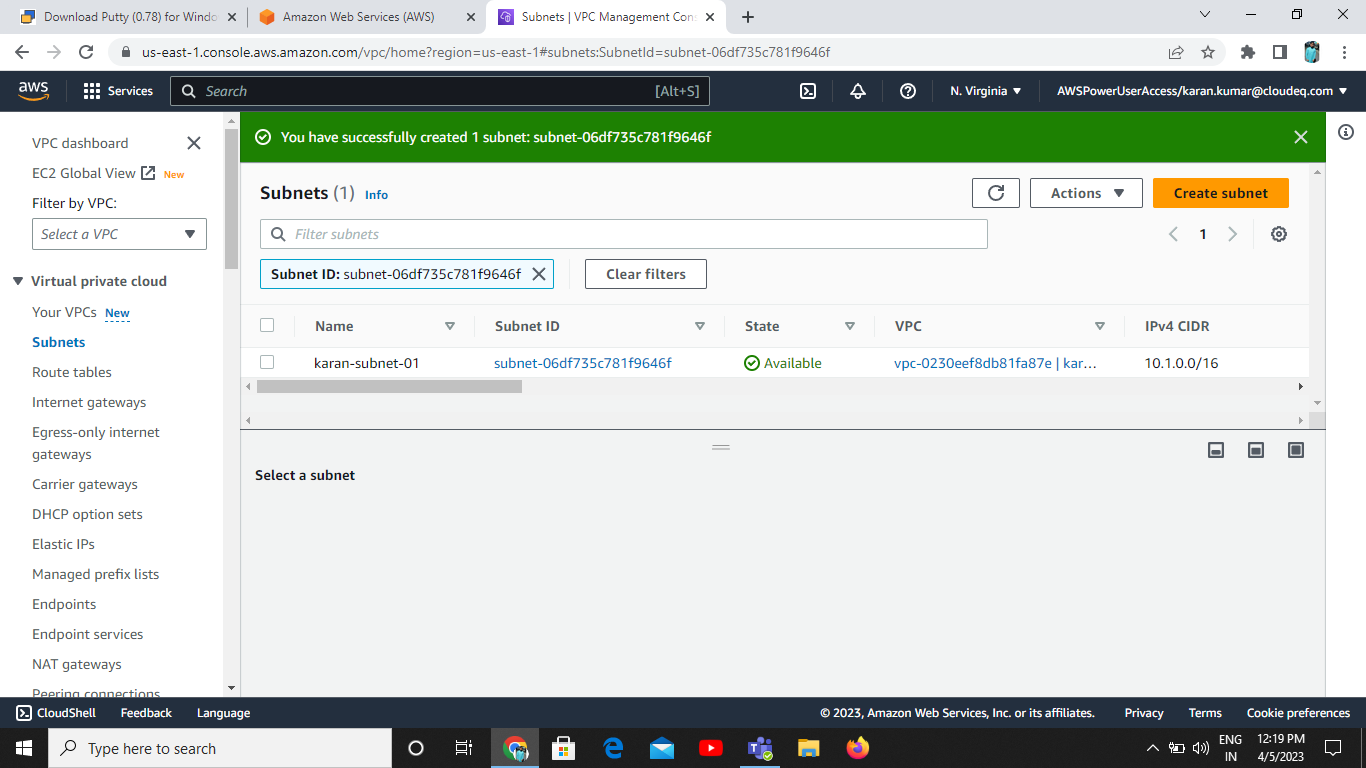 Download Putty (0.78) for Windo
Amazon Web Services (AWS)
Subnets | VPC Management Cons
us-east-1.console.aws.amazon.com/vpc/home?region=us-east-1#subnets:SubnetId=subnet-06df735c781f9646f
aws
Services
Search
[Alt+S]
N. Virginia
AWSPowerUserAccess/karan.kumar@cloudeq.com
VPC dashboard
EC2 Global View
New
Filter by VPC:
Select a VPC
Virtual private cloud
Your VPCs New
Subnets
Route tables
Internet gateways
Egress-only internet
gateways
Carrier gateways
DHCP option sets
Elastic IPs
Managed prefix lists
Endpoints
Endpoint services
NAT gateways
Peering connections
You have successfully created 1 subnet: subnet-06df735c781f9646f
Subnets (1) Info
Actions
Create subnet
Filter subnets
1
Subnet ID: subnet-06df735c781f9646f
Clear filters
Name Subnet ID State VPC IPv4 CIDR
karan-subnet-01 subnet-06df735c781f9646f Available vpc-0230eef8db81fa87e | kar... 10.1.0.0/16
Select a subnet
CloudShell Feedback Language
© 2023, Amazon Web Services, Inc. or its affiliates. Privacy Terms Cookie preferences
Type here to search
ENG
IN
12:19 PM
4/5/2023